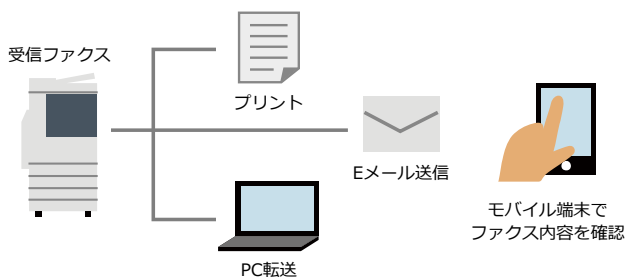 受信ファクス
プリント
Eメール送信
PC転送
モバイル端末で
ファクス内容を確認